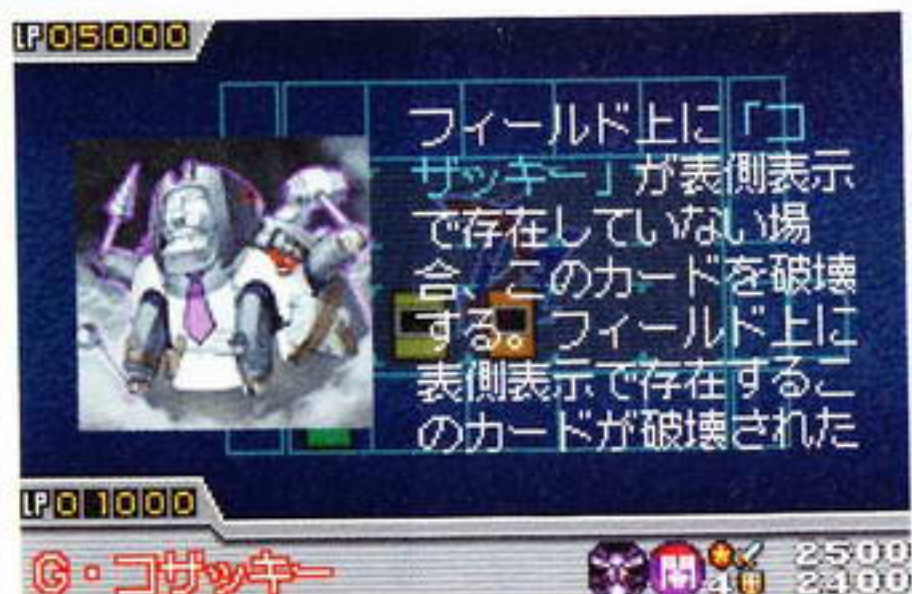 LP05000
フィールド上に「コ
ザッキー」が表側表示
で存在していない場
合、このカードを破壊
する。フィールド上に
表側表示で存在するこ
のカードが破壊された
LP01000
G・コザッキー
闇
2500
4
2400